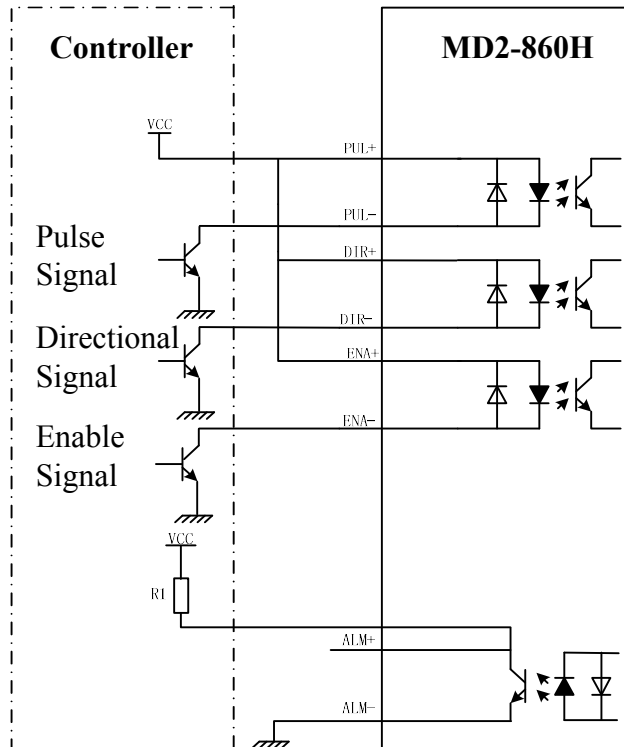 Controller
MD2-860H
VCC
PUL+
PUL-
Pulse
Signal
DIR+
DIR-
Directional
Signal
ENA+
ENA-
Enable
Signal
VCC
R1
ALM+
ALM-